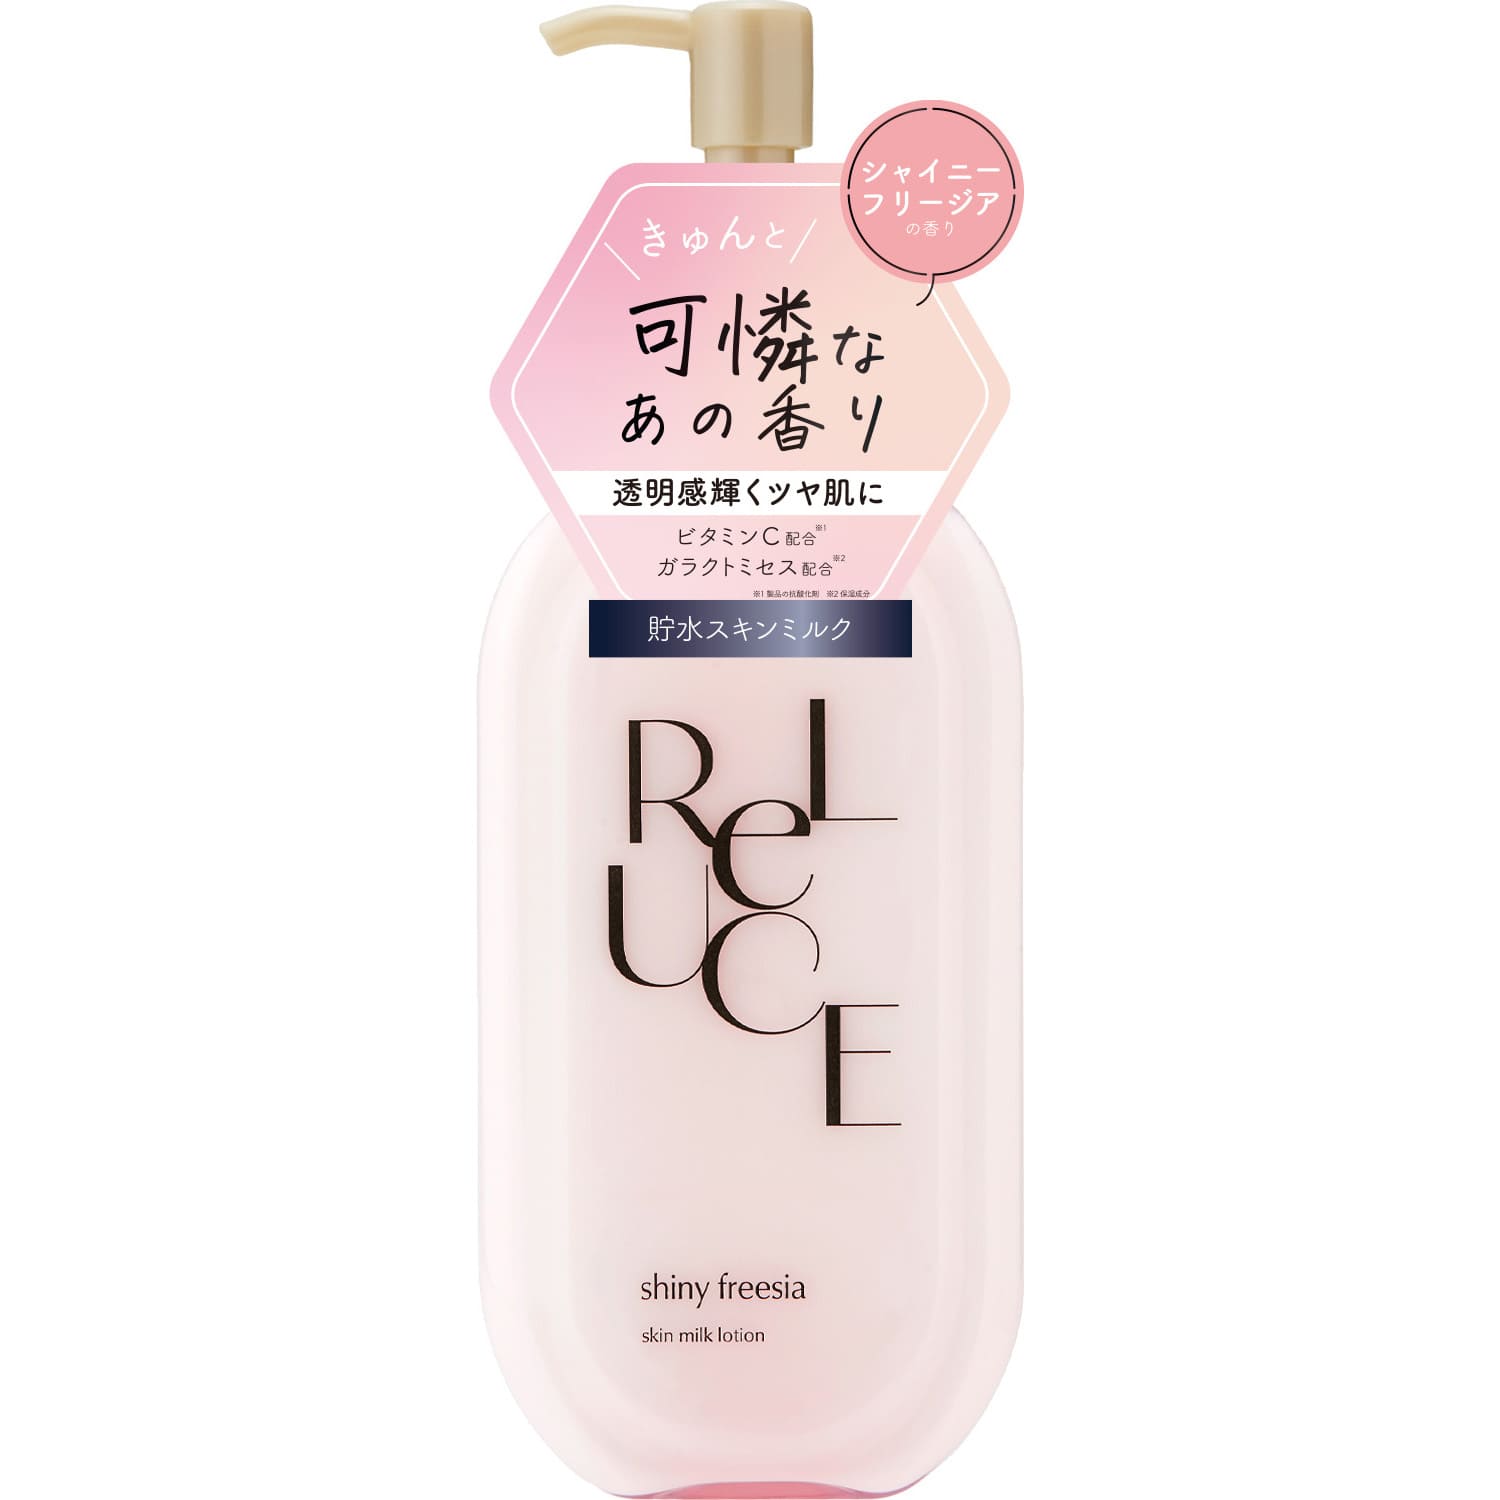 シャイニー
フリージア
の香り
きゅんと
可憐な
あの香り
透明感輝くツヤ肌に
ビタミンC配合※1
ガラクトミセス配合※2
※1 製品の抗酸化剤 ※2 保湿成分
貯水スキンミルク
ReL
UCE
shiny freesia
skin milk lotion